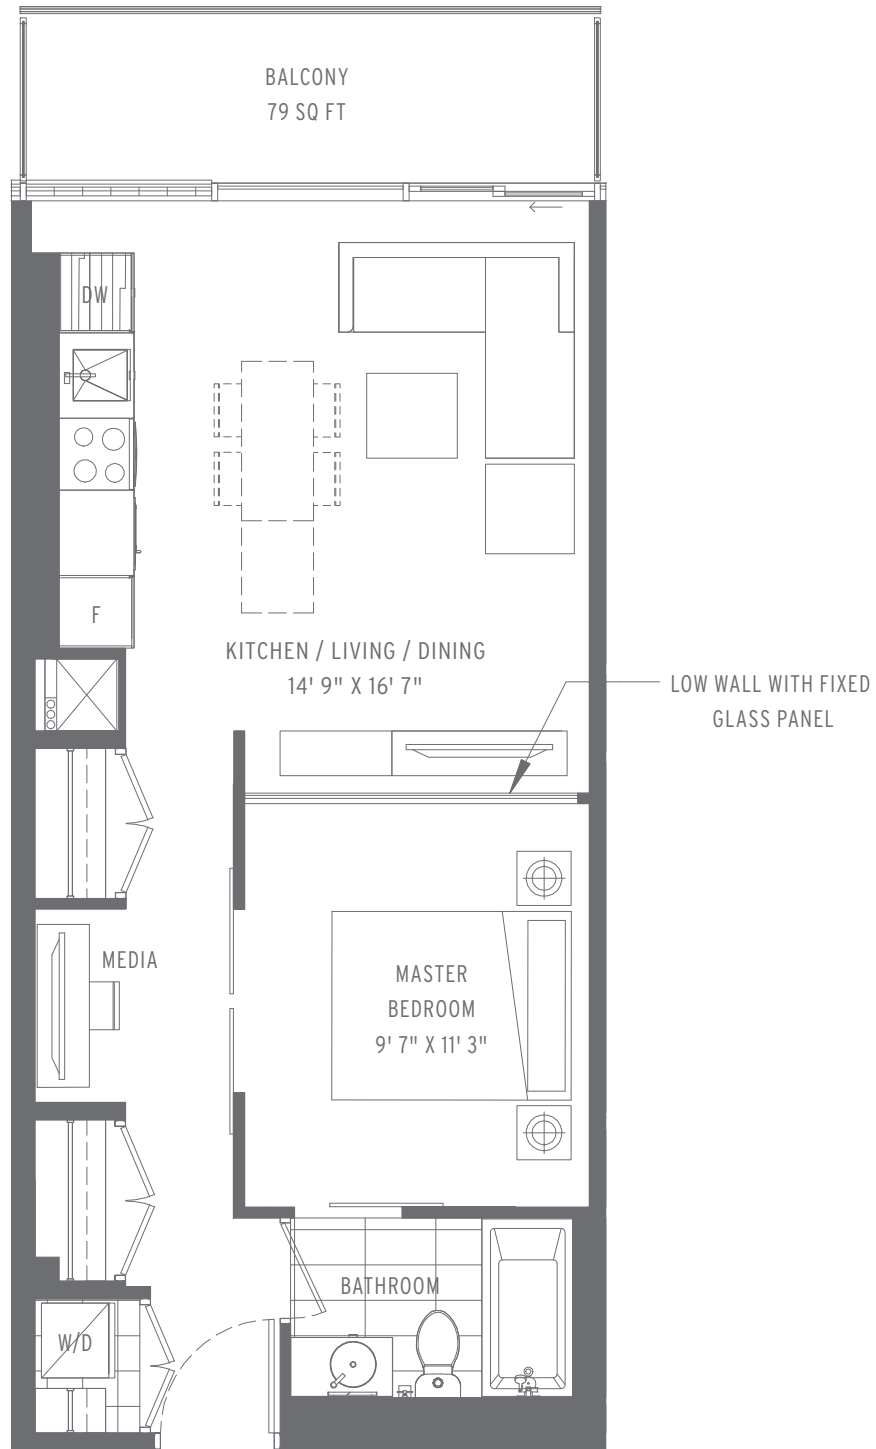 BALCONY
79 SQ FT
DW
F
KITCHEN / LIVING / DINING
14' 9" X 16' 7"
LOW WALL WITH FIXED
GLASS PANEL
MEDIA
MASTER
BEDROOM
9' 7" X 11' 3"
BATHROOM
W/D